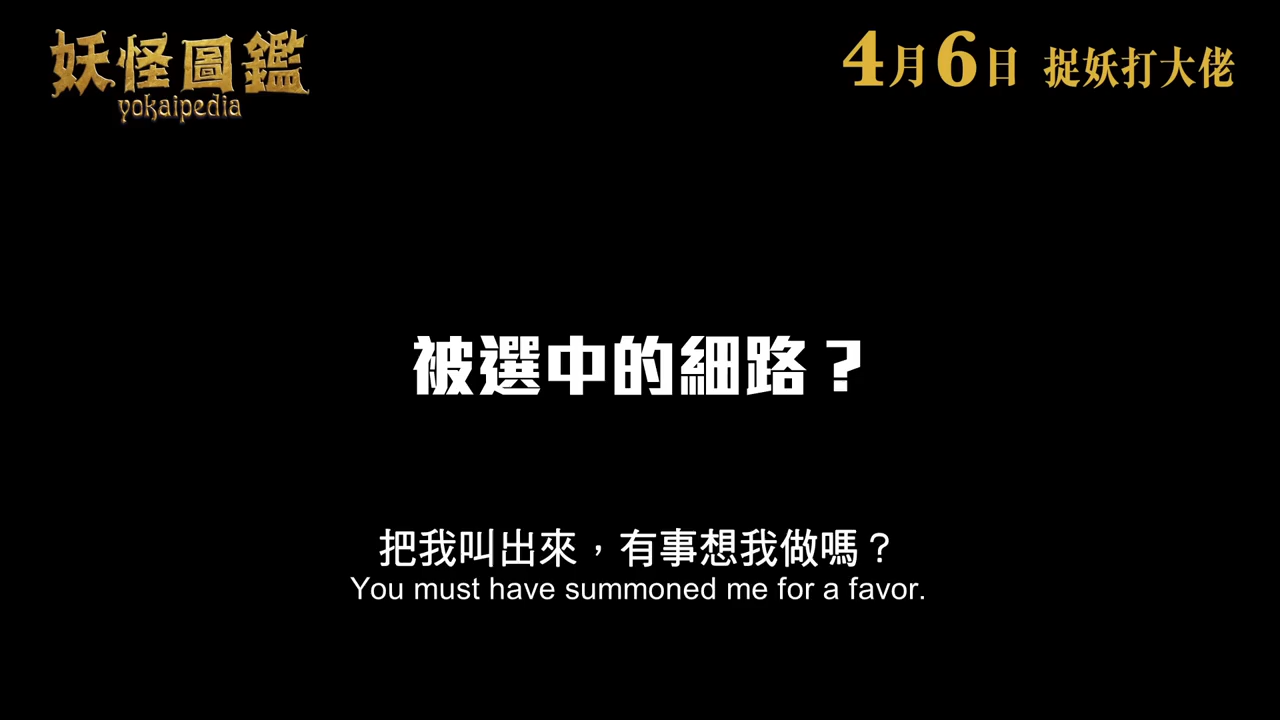 妖怪圖鑑
yokaipedia
4月6日 捉妖打大佬
被選中的細路？
把我叫出來，有事想我做嗎？
You must have summoned me for a favor.